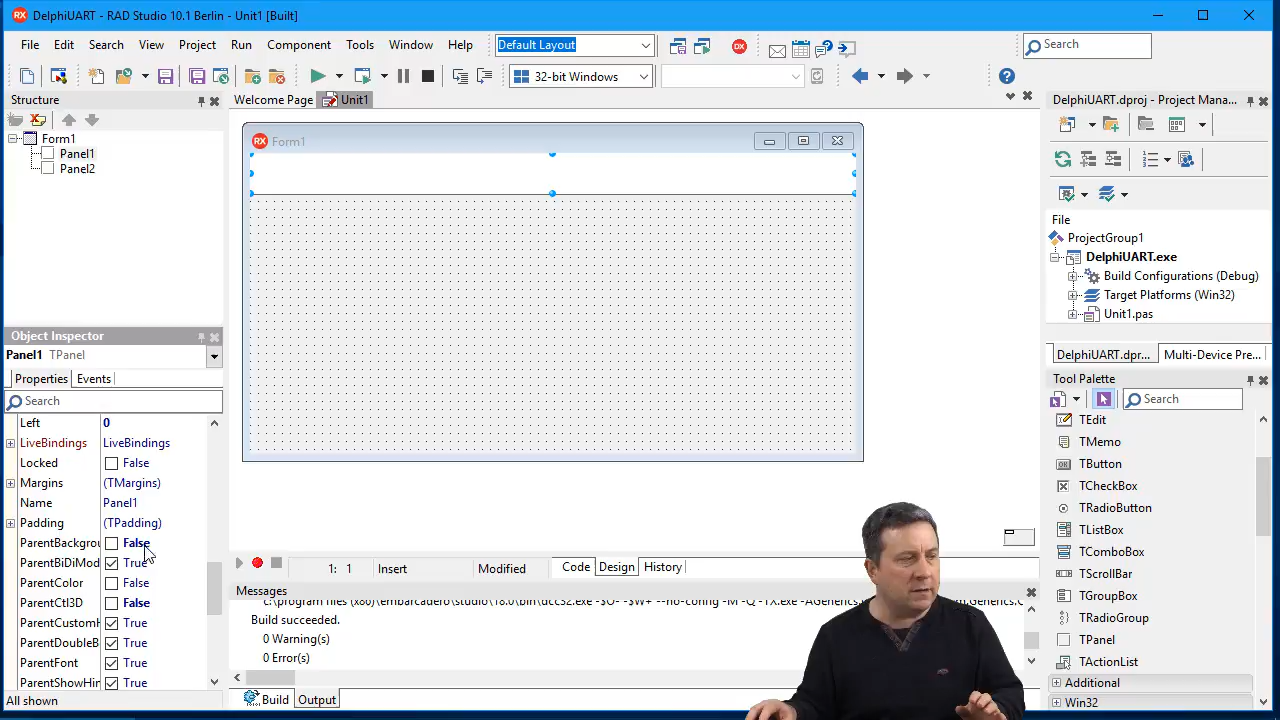 RX DelphiUART - RAD Studio 10.1 Berlin - Unit1 [Built]
File Edit Search View Project Run Component Tools Window Help Default Layout DX Search
32-bit Windows
Structure
Form1
Panel1
Panel2
Welcome Page Unit1
RX Form1
Object Inspector
Panel1 TPanel
Properties Events
Search
Left 0
LiveBindings LiveBindings
Locked False
Margins (TMargins)
Name Panel1
Padding (TPadding)
ParentBackgrou False
ParentBiDiMod True
ParentColor False
ParentCtl3D False
ParentCustomF True
ParentDoubleB True
ParentFont True
ParentShowHin True
All shown
1: 1 Insert Modified Code Design History
Messages
Build succeeded.
0 Warning(s)
0 Error(s)
Build Output
DelphiUART.dproj - Project Mana...
File
ProjectGroup1
DelphiUART.exe
Build Configurations (Debug)
Target Platforms (Win32)
Unit1.pas
DelphiUART.dpr... Multi-Device Pre...
Tool Palette
Search
TEdit
TMemo
TButton
TCheckBox
TRadioButton
TListBox
TComboBox
TScrollBar
TGroupBox
TRadioGroup
TPanel
TActionList
Additional
Win32